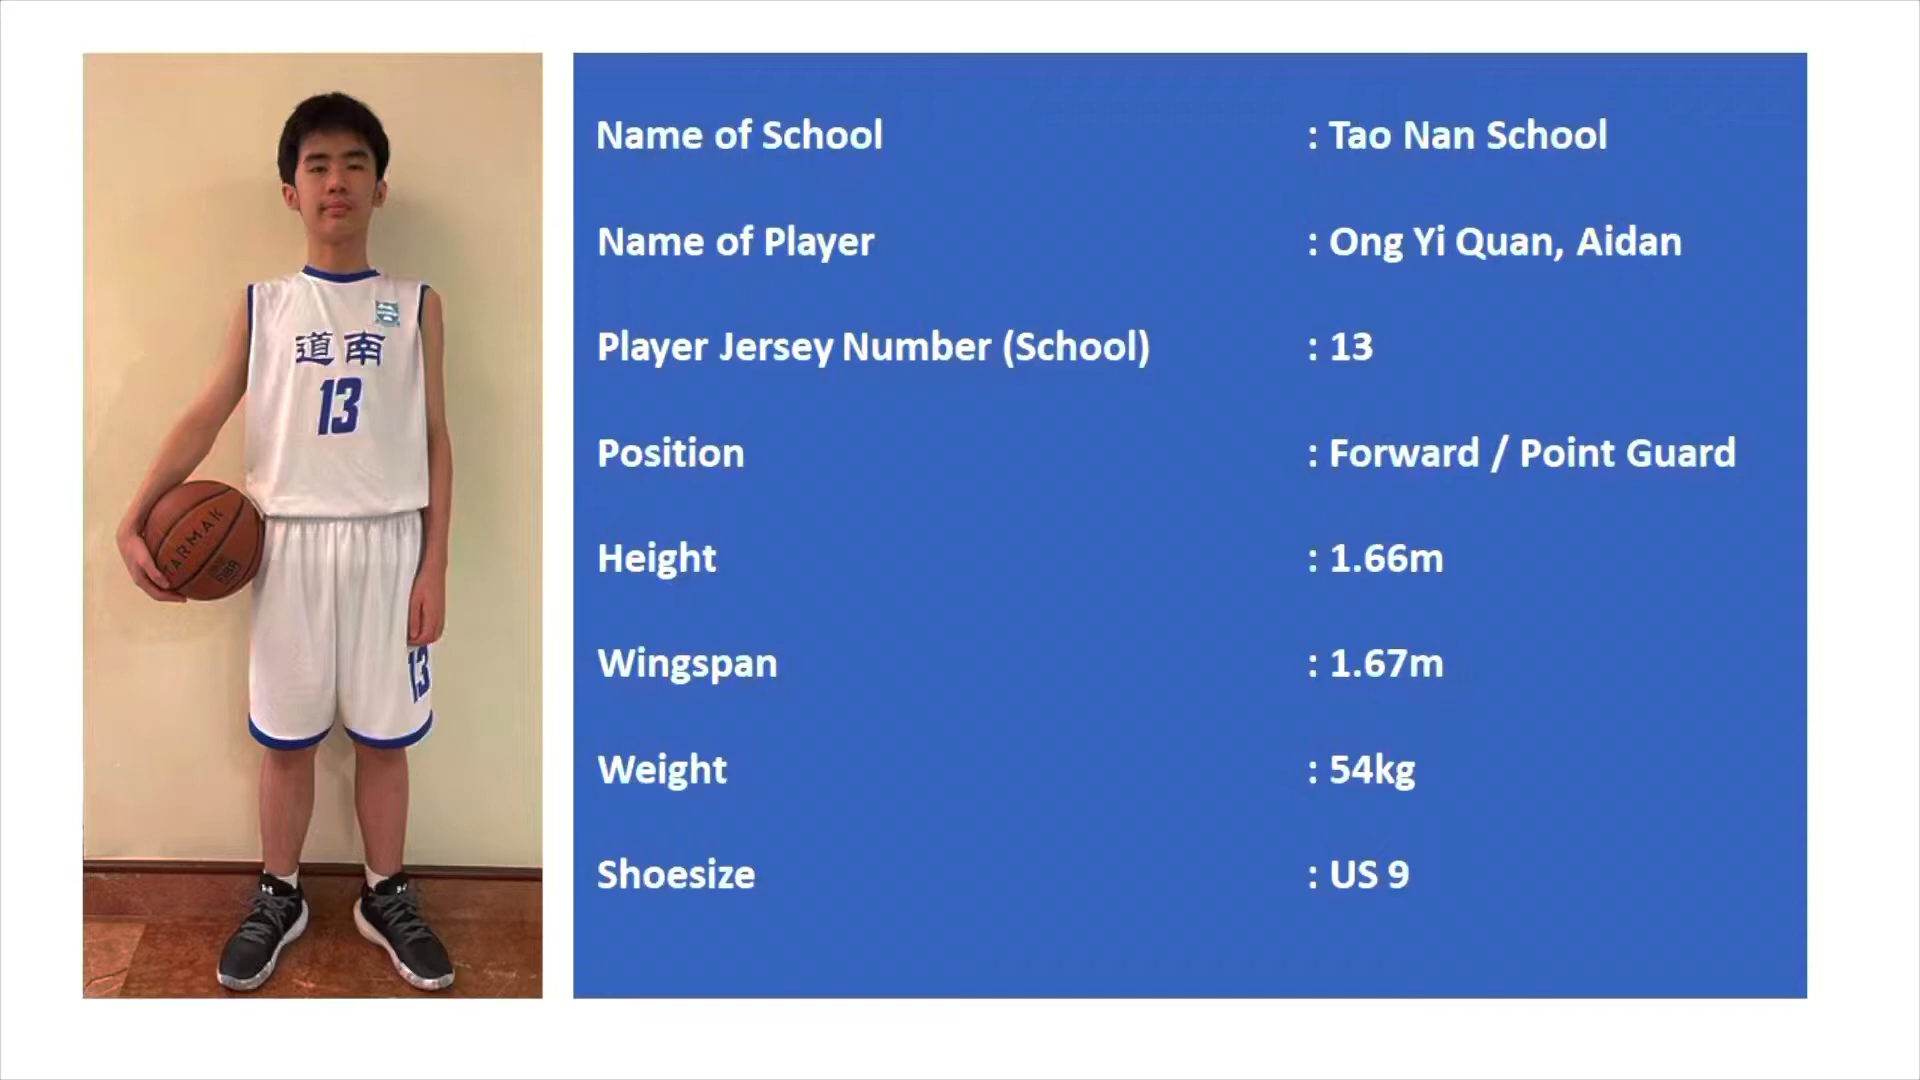 道南
13
TARMAK
13
Name of School : Tao Nan School
Name of Player : Ong Yi Quan, Aidan
Player Jersey Number (School) : 13
Position : Forward / Point Guard
Height : 1.66m
Wingspan : 1.67m
Weight : 54kg
Shoesize : US 9